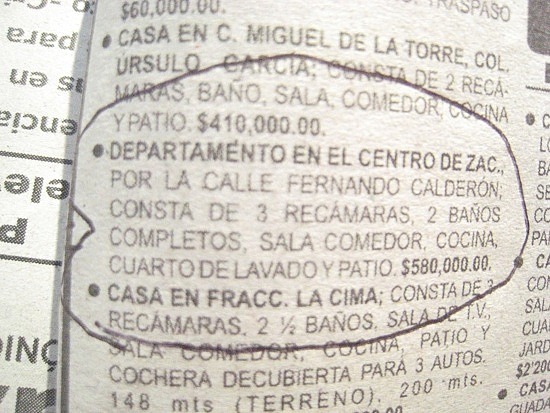 $60,000.00.
TRASPASO
• CASA EN C. MIGUEL DE LA TORRE, COL.
URSULO GARCIA; CONSTA DE 2 RECÁ-
MARAS, BAÑO, SALA, COMEDOR, COCINA
Y PATIO. $410,000.00.
• DEPARTAMENTO EN EL CENTRO DE ZAC.,
POR LA CALLE FERNANDO CALDERÓN;
CONSTA DE 3 RECÁMARAS, 2 BAÑOS
COMPLETOS, SALA COMEDOR, COCINA,
CUARTO DE LAVADO Y PATIO. $580,000.00.
• CASA EN FRACC. LA CIMA; CONSTA DE 3
RECÁMARAS, 2 ½ BAÑOS, SALA DE T.V.,
SALA COMEDOR, COCINA, PATIO Y
COCHERA DECUBIERTA PARA 3 AUTOS.
148 mts (TERRENO), 200 mts.
para
en